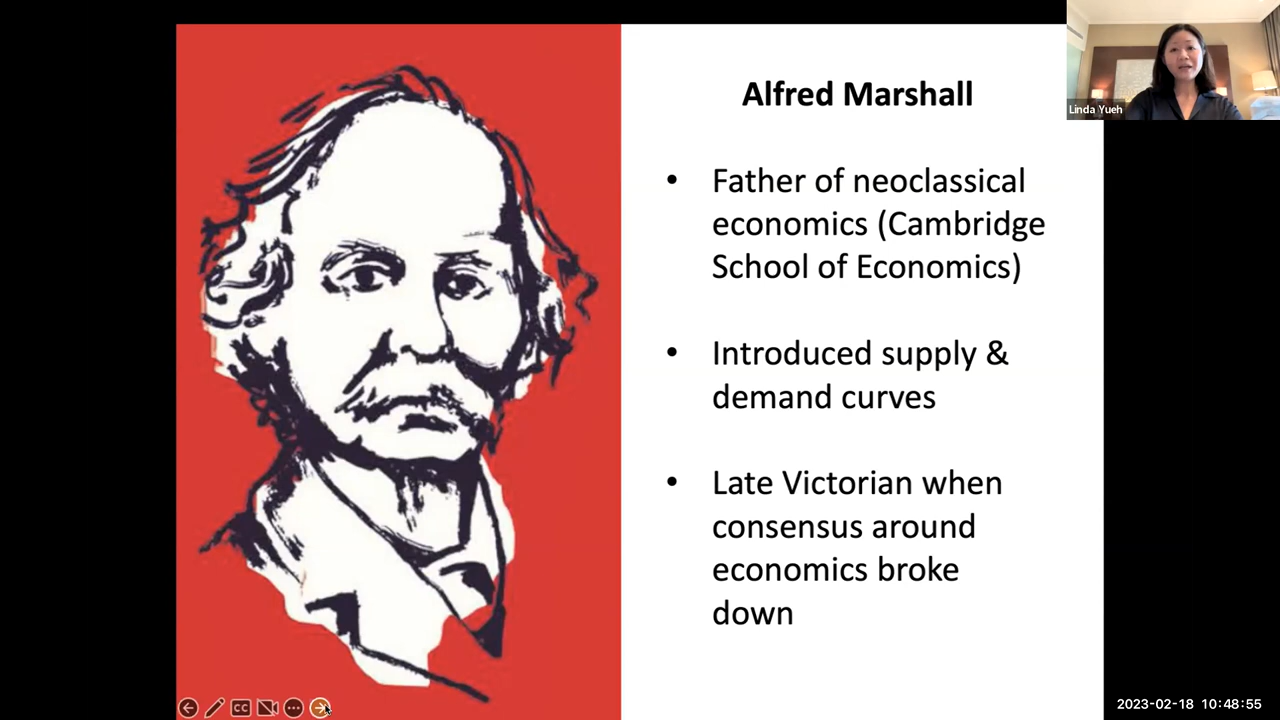 Alfred Marshall
Linda Yueh
• Father of neoclassical
economics (Cambridge
School of Economics)
• Introduced supply &
demand curves
• Late Victorian when
consensus around
economics broke
down
CC
2023-02-18 10:48:55